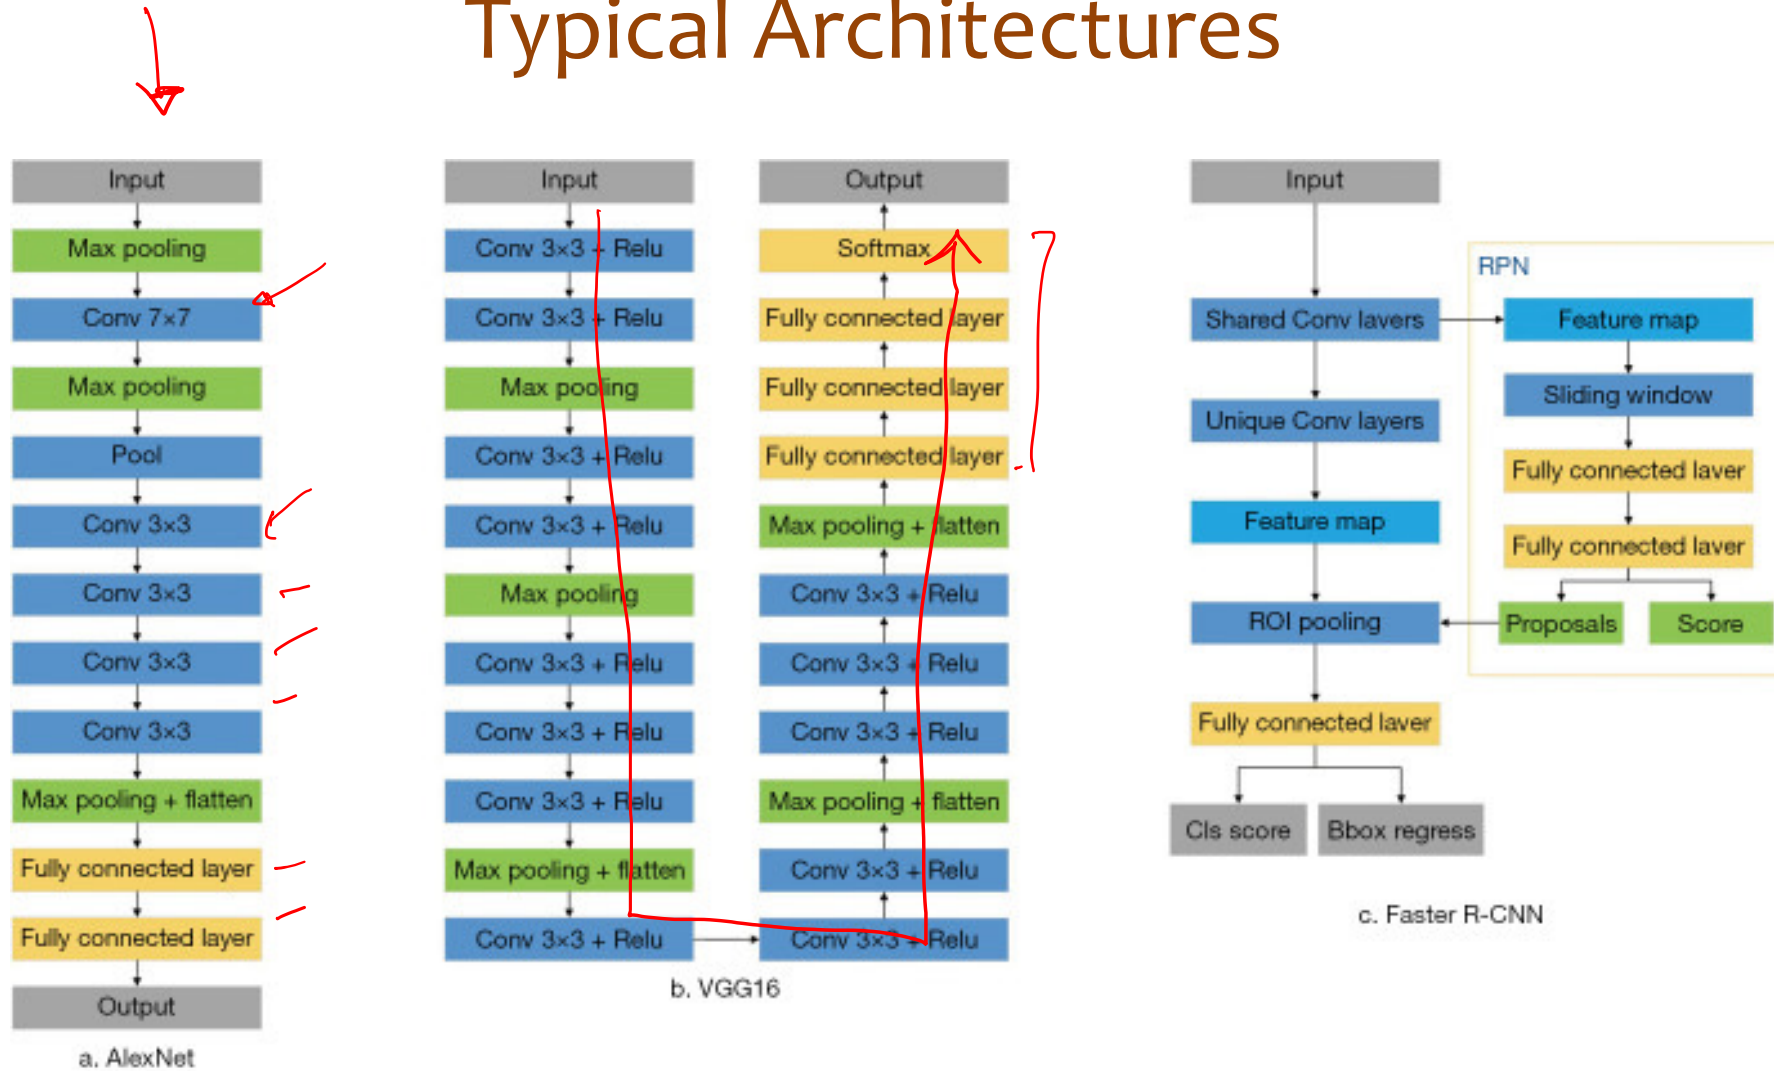 Typical Architectures
Input
Max pooling
Conv 7×7
Max pooling
Pool
Conv 3×3
Conv 3×3
Conv 3×3
Conv 3×3
Max pooling + flatten
Fully connected layer
Fully connected layer
Output
a. AlexNet
Input
Conv 3×3 + Relu
Conv 3×3 + Relu
Max pooling
Conv 3×3 + Relu
Conv 3×3 + Relu
Max pooling
Conv 3×3 + Relu
Conv 3×3 + Relu
Conv 3×3 + Relu
Max pooling + flatten
Conv 3×3 + Relu
Output
Softmax
Fully connected layer
Fully connected layer
Fully connected layer
Max pooling + flatten
Conv 3×3 + Relu
Conv 3×3 + Relu
Conv 3×3 + Relu
Max pooling + flatten
Conv 3×3 + Relu
Conv 3×3 + Relu
b. VGG16
Input
Shared Conv layers
Unique Conv layers
Feature map
ROI pooling
Fully connected layer
Cls score
Bbox regress
RPN
Feature map
Sliding window
Fully connected layer
Fully connected layer
Proposals
Score
c. Faster R-CNN